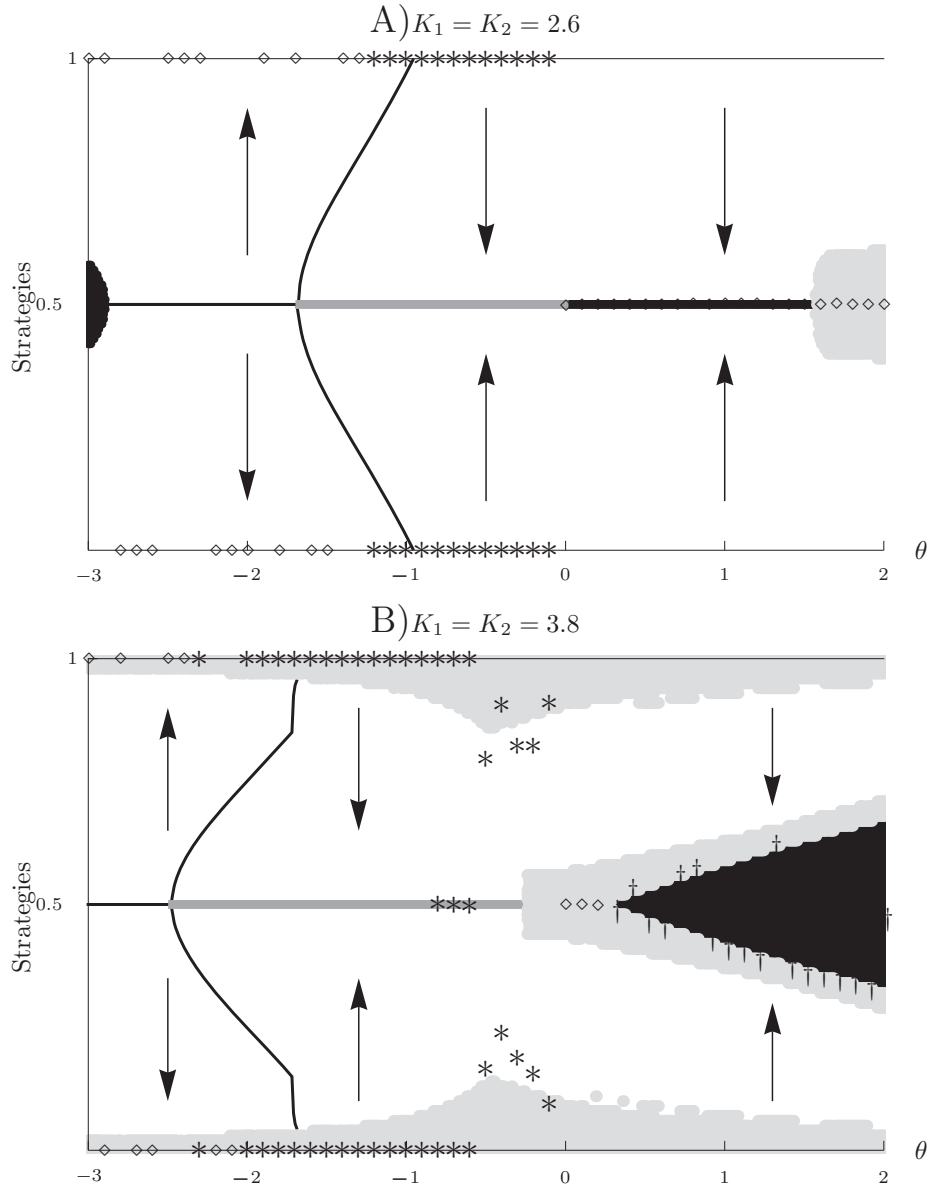 A) K₁ = K₂ = 2.6
1
Strategies
0.5
−3 −2 −1 0 1 2 θ
B) K₁ = K₂ = 3.8
1
Strategies
0.5
−3 −2 −1 0 1 2 θ